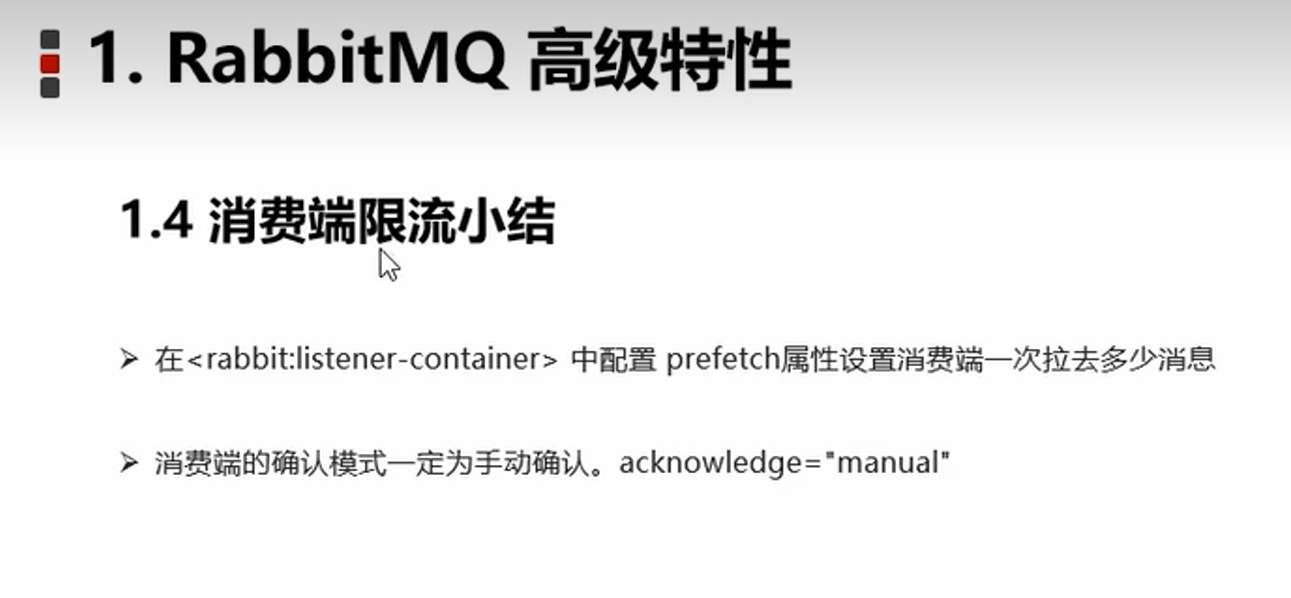 1. RabbitMQ 高级特性
1.4 消费端限流小结
在<rabbit:listener-container> 中配置 prefetch属性设置消费端一次拉去多少消息
消费端的确认模式一定为手动确认。acknowledge="manual"